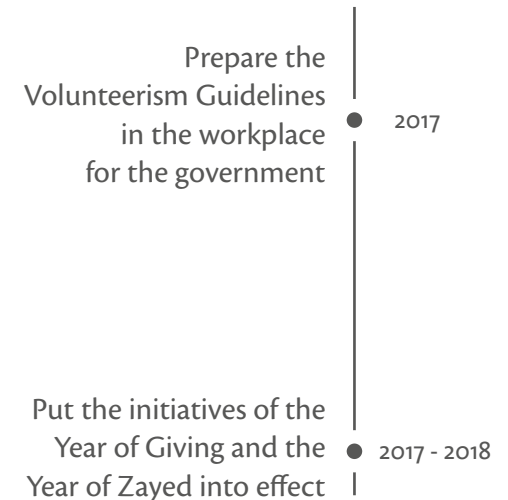 Prepare the
Volunteerism Guidelines
in the workplace
for the government
2017
Put the initiatives of the
Year of Giving and the
Year of Zayed into effect
2017 - 2018